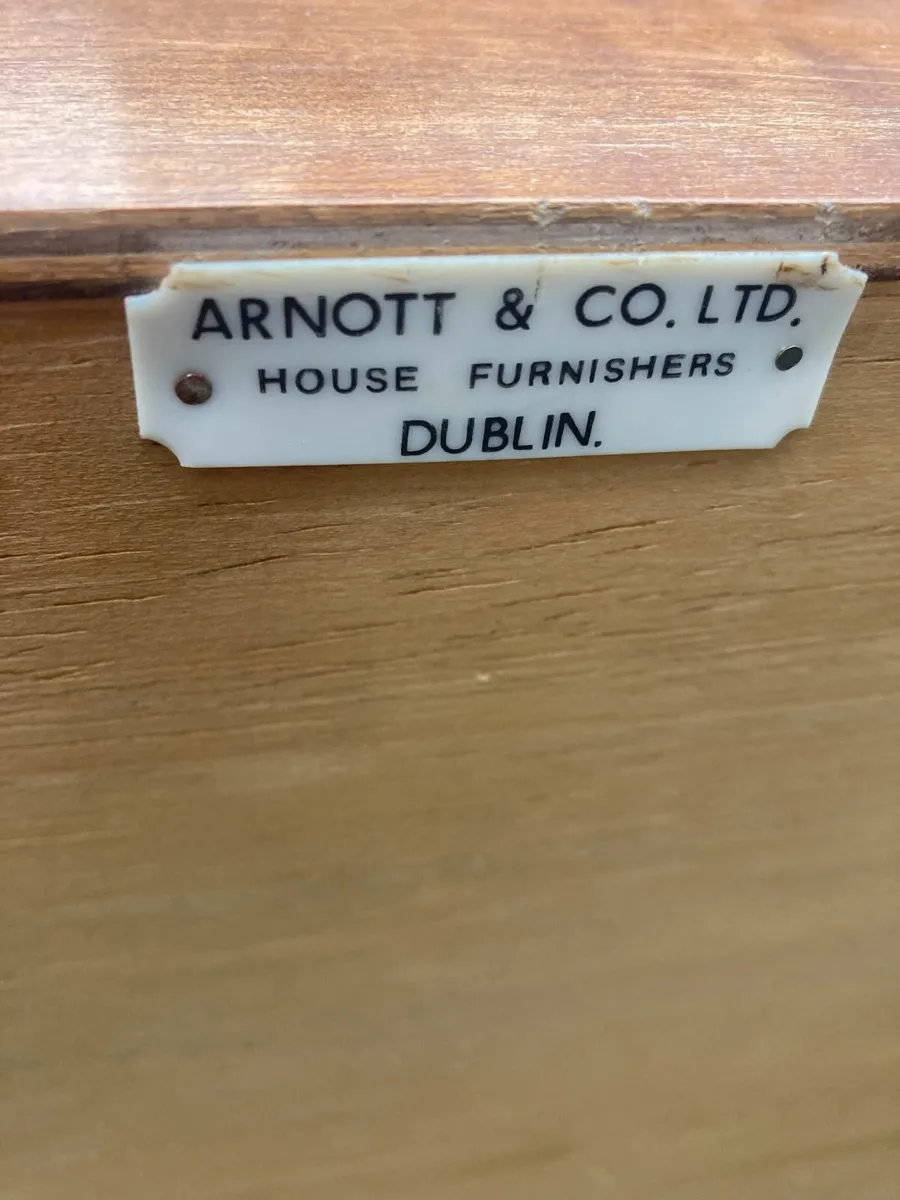 ARNOTT & CO. LTD.
HOUSE FURNISHERS
DUBLIN.